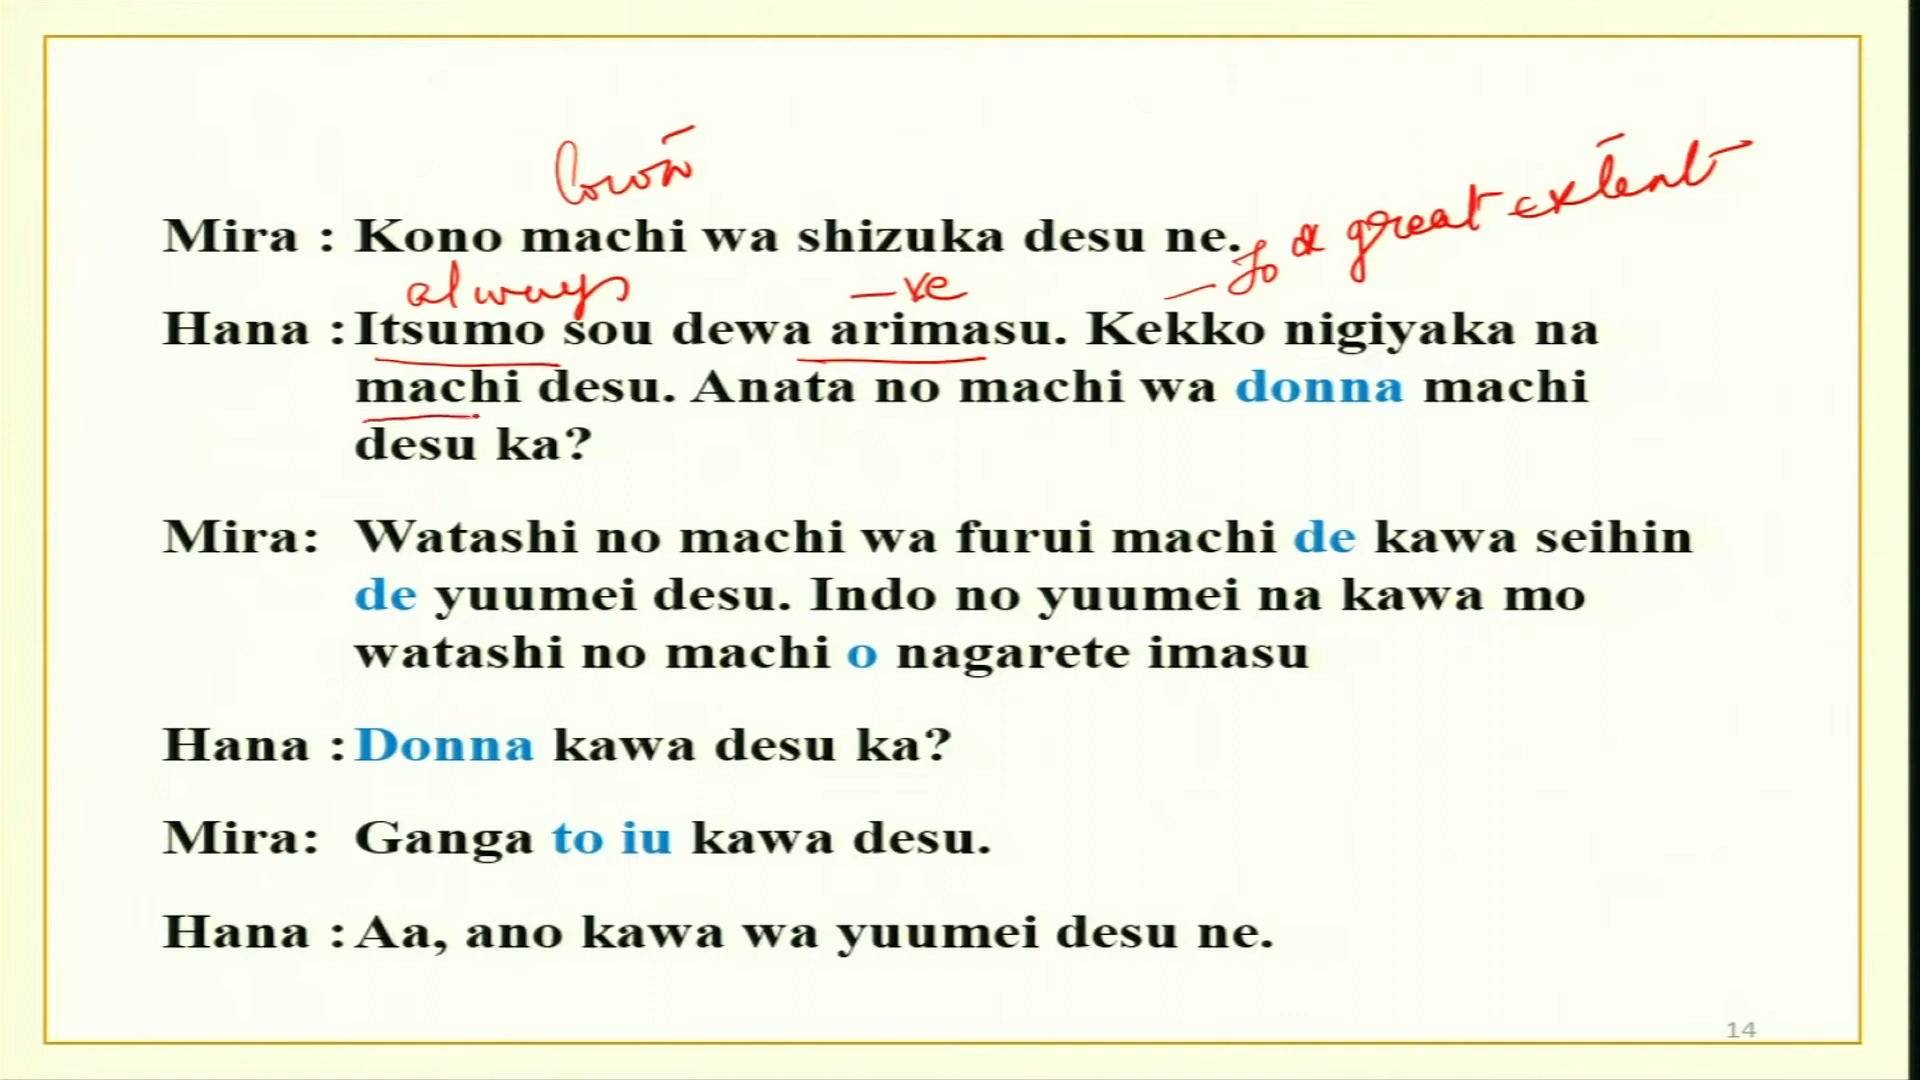 town
Mira : Kono machi wa shizuka desu ne.
to a great extent
always -ve
Hana : Itsumo sou dewa arimasu. Kekko nigiyaka na
machi desu. Anata no machi wa donna machi
desu ka?
Mira: Watashi no machi wa furui machi de kawa seihin
de yuumei desu. Indo no yuumei na kawa mo
watashi no machi o nagarete imasu
Hana : Donna kawa desu ka?
Mira: Ganga to iu kawa desu.
Hana : Aa, ano kawa wa yuumei desu ne.
14